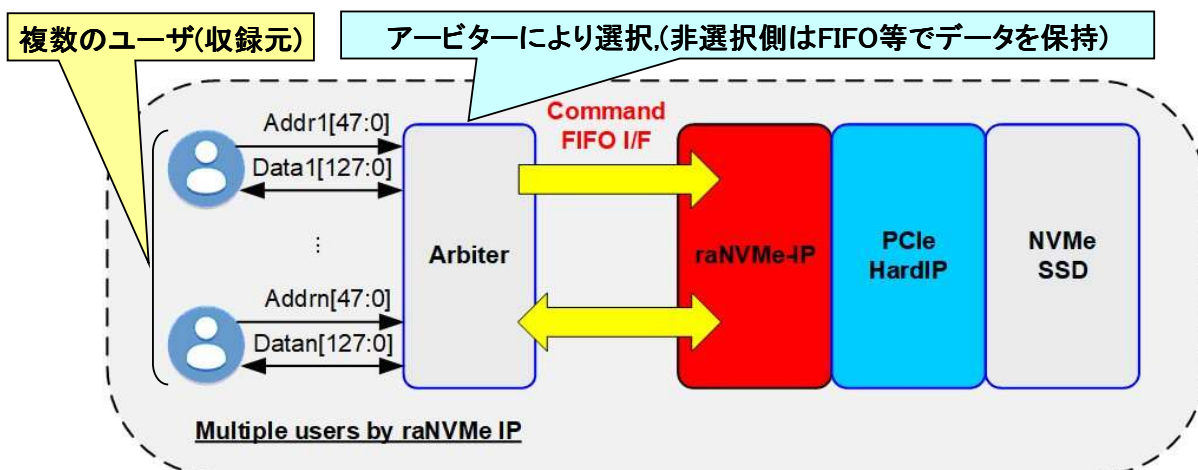 複数のユーザ(収録元)
アービターにより選択,(非選択側はFIFO等でデータを保持)
Addr1[47:0]
Data1[127:0]
⋮
Addrn[47:0]
Datan[127:0]
Arbiter
Command
FIFO I/F
raNVMe-IP
PCIe
HardIP
NVMe
SSD
Multiple users by raNVMe IP